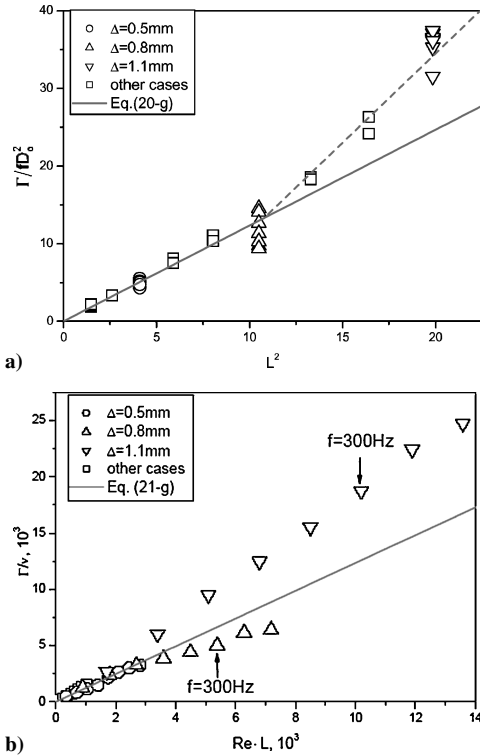 40
30
20
10
0
Γ/fD²ₐ
Δ=0.5mm
Δ=0.8mm
Δ=1.1mm
other cases
Eq.(20-g)
0 5 10 15 20
L²
a)
25
20
15
10
5
0
Γ/ν, 10³
Δ=0.5mm
Δ=0.8mm
Δ=1.1mm
other cases
Eq. (21-g)
f=300Hz
f=300Hz
0 2 4 6 8 10 12 14
Re· L, 10³
b)